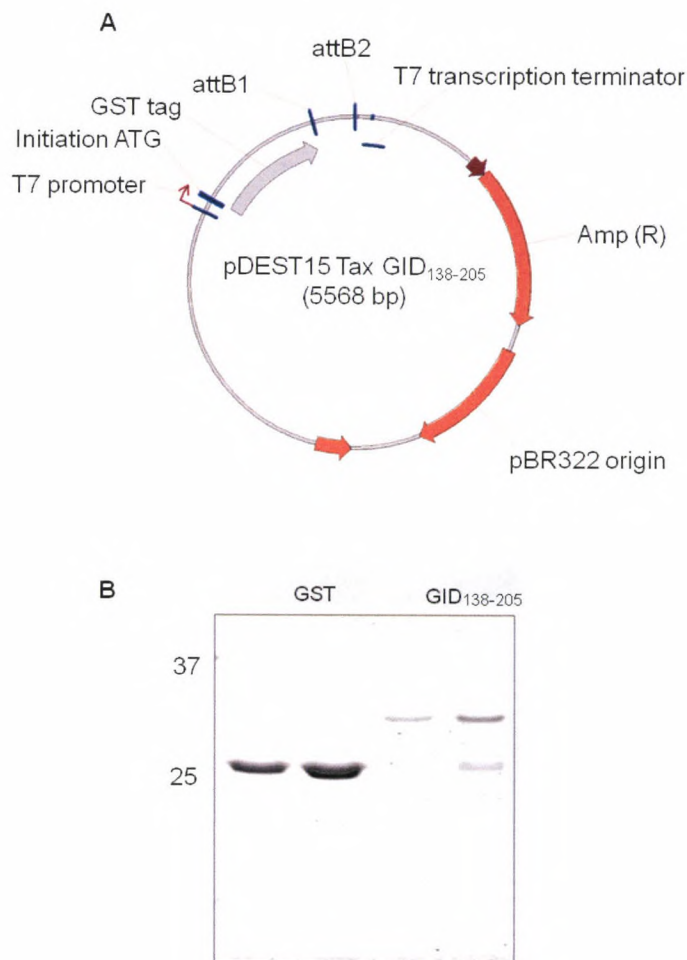 A
attB2
attB1
T7 transcription terminator
GST tag
Initiation ATG
T7 promoter
Amp (R)
pDEST15 Tax GID138-205
(5568 bp)
pBR322 origin
B
GST
GID138-205
37
25